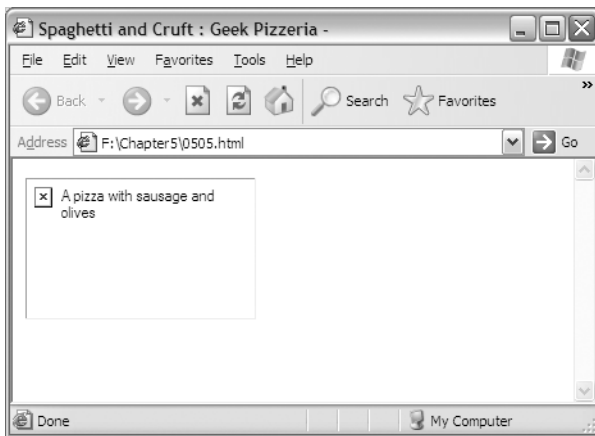 Spaghetti and Cruft : Geek Pizzeria -
File Edit View Favorites Tools Help
Back Search Favorites »
Address F:\Chapter5\0505.html Go
A pizza with sausage and
olives
Done My Computer